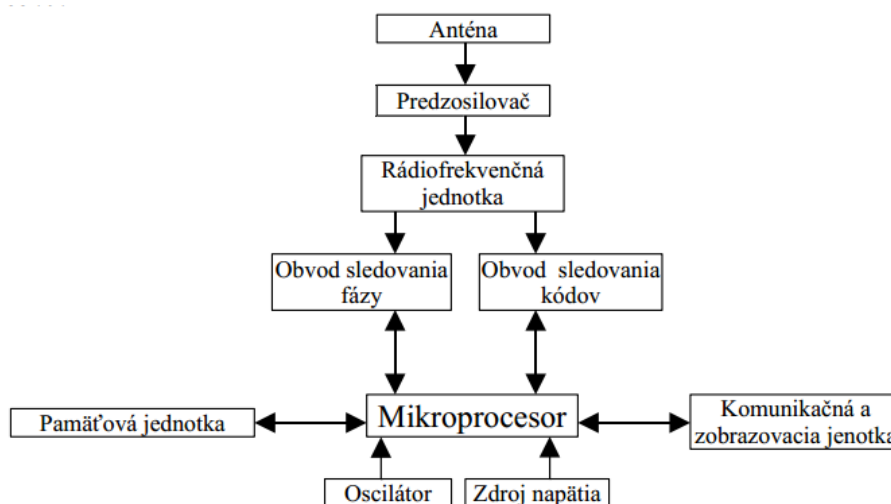 Anténa
Predzosilovač
Rádiofrekvenčná
jednotka
Obvod sledovania
fázy
Obvod sledovania
kódov
Pamäťová jednotka
Mikroprocesor
Komunikačná a
zobrazovacia jenotka
Oscilátor
Zdroj napätia